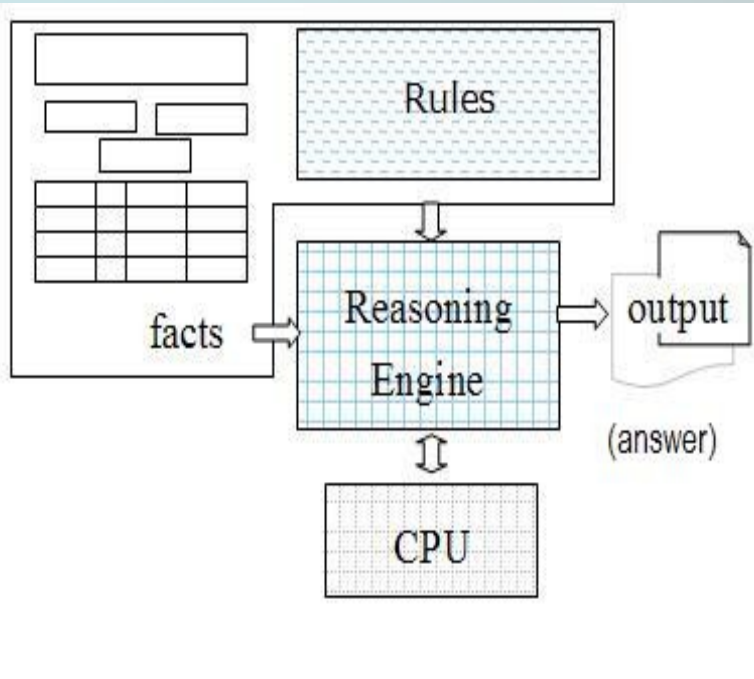 Rules
facts
Reasoning
Engine
output
(answer)
CPU